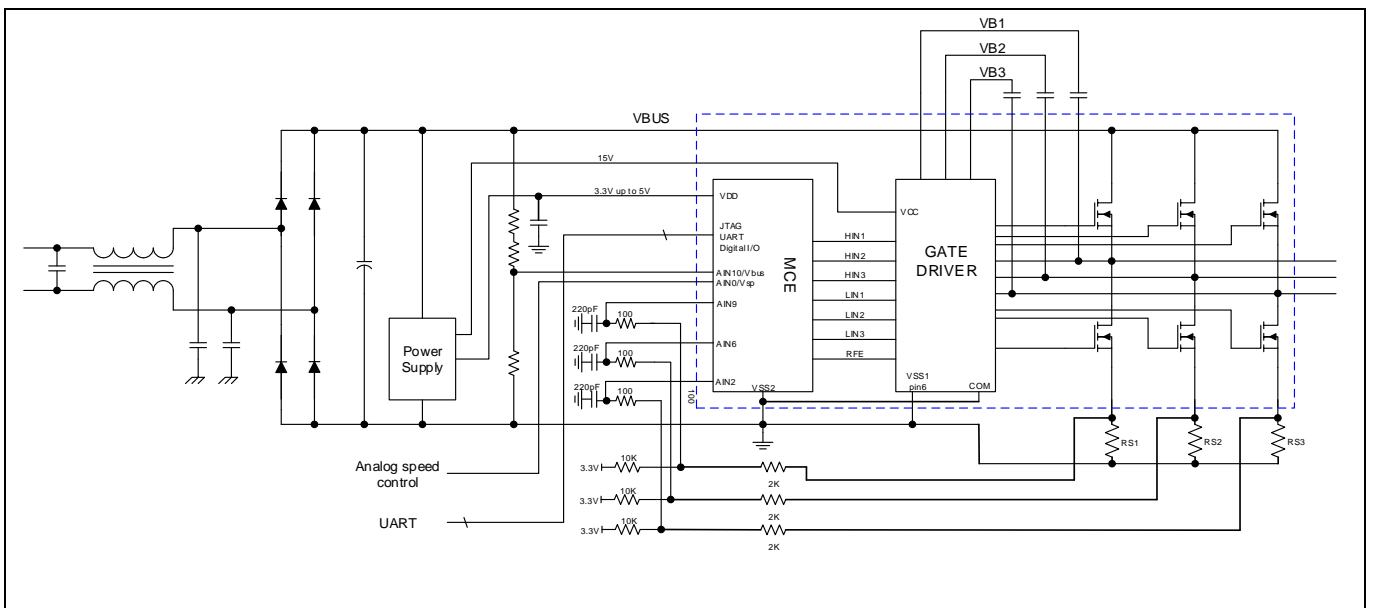 VB1
VB2
VB3
VBUS
15V
3.3V up to 5V
VDD
JTAG
UART
Digital I/O
AIN10/Vbus
AIN0/Vsp
AIN9
AIN6
AIN2
VSS2
MCE
HIN1
HIN2
HIN3
LIN1
LIN2
LIN3
RFE
VCC
GATE
DRIVER
VSS1
pin6
COM
Power
Supply
220pF
100
220pF
100
220pF
100
100
RS1
RS2
RS3
Analog speed
control
UART
3.3V
10K
2K
3.3V
10K
2K
3.3V
10K
2K